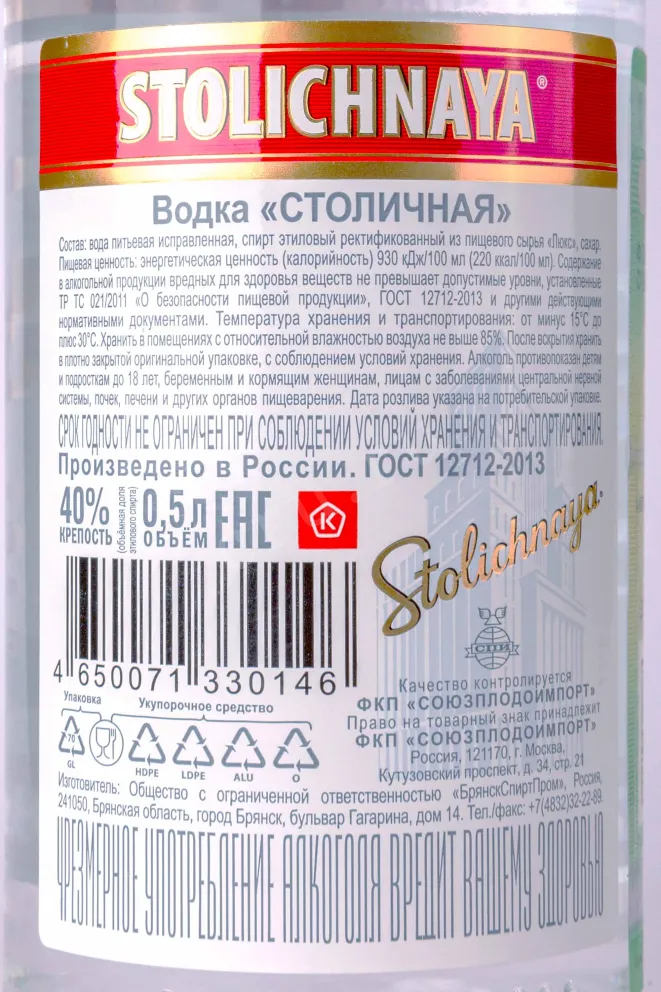 STOLICHNAYA®
Водка «СТОЛИЧНАЯ»
Состав: вода питьевая исправленная, спирт этиловый ректификованный из пищевого сырья «Люкс», сахар.
Пищевая ценность: энергетическая ценность (калорийность) 930 кДж/100 мл (220 ккал/100 мл). Содержание
в алкогольной продукции вредных для здоровья веществ не превышает допустимые уровни, установленные
ТР ТС 021/2011 «О безопасности пищевой продукции», ГОСТ 12712-2013 и другими действующими
нормативными документами. Температура хранения и транспортирования: от минус 15°С до
плюс 30°С. Хранить в помещениях с относительной влажностью воздуха не выше 85%. После вскрытия хранить
в плотно закрытой оригинальной упаковке, с соблюдением условий хранения. Алкоголь противопоказан детям
и подросткам до 18 лет, беременным и кормящим женщинам, лицам с заболеваниями центральной нервной
системы, почек, печени и других органов пищеварения. Дата розлива указана на потребительской упаковке.
СРОК ГОДНОСТИ НЕ ОГРАНИЧЕН ПРИ СОБЛЮДЕНИИ УСЛОВИЙ ХРАНЕНИЯ И ТРАНСПОРТИРОВАНИЯ.
Произведено в России. ГОСТ 12712-2013
40% (объёмная доля этилового спирта) 0,5л ЕАС K
КРЕПОСТЬ ОБЪЁМ
Stolichnaya.
СПИ
4 650071 330146
Качество контролируется
ФКП «СОЮЗПЛОДОИМПОРТ»
Право на товарный знак принадлежит
ФКП «СОЮЗПЛОДОИМПОРТ»
Россия, 121170, г. Москва,
Кутузовский проспект, д. 34, стр. 21
Упаковка Укупорочное средство
70
GL HDPE LDPE ALU O
Изготовитель: Общество с ограниченной ответственностью «БрянскСпиртПром», Россия,
241050, Брянская область, город Брянск, бульвар Гагарина, дом 14. Тел./факс: +7(4832)32-22-89.
ЧРЕЗМЕРНОЕ УПОТРЕБЛЕНИЕ АЛКОГОЛЯ ВРЕДИТ ВАШЕМУ ЗДОРОВЬЮ